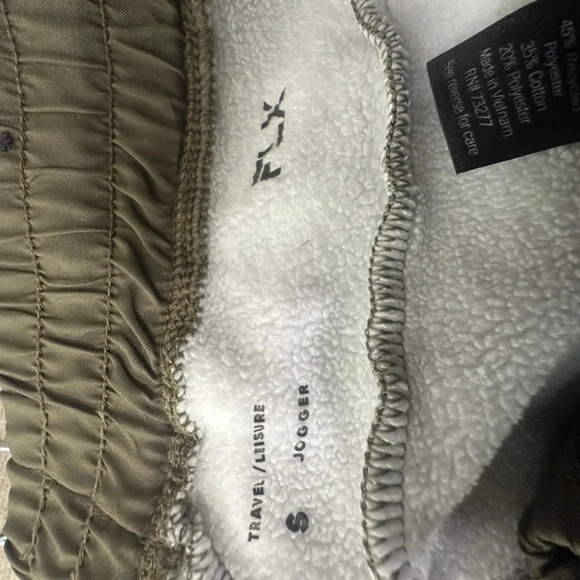 FLX
TRAVEL/LEISURE
S JOGGER
45% Recycled
Polyester
35% Cotton
20% Polyester
Made in Vietnam
RN# 73277
See reverse for care